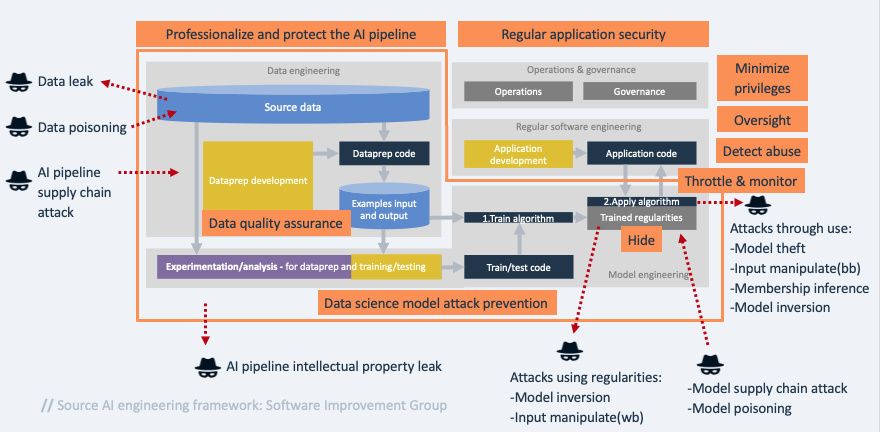 Professionalize and protect the AI pipeline
Regular application security
Data engineering
Source data
Dataprep development
Dataprep code
Examples input
and output
Data quality assurance
Experimentation/analysis - for dataprep and training/testing
Operations & governance
Operations
Governance
Regular software engineering
Application
development
Application code
1.Train algorithm
2.Apply algorithm
Trained regularities
Hide
Train/test code
Model engineering
Data science model attack prevention
Minimize
privileges
Oversight
Detect abuse
Throttle & monitor
Data leak
Data poisoning
AI pipeline
supply chain
attack
AI pipeline intellectual property leak
Attacks through use:
-Model theft
-Input manipulate(bb)
-Membership inference
-Model inversion
Attacks using regularities:
-Model inversion
-Input manipulate(wb)
-Model supply chain attack
-Model poisoning
// Source AI engineering framework: Software Improvement Group